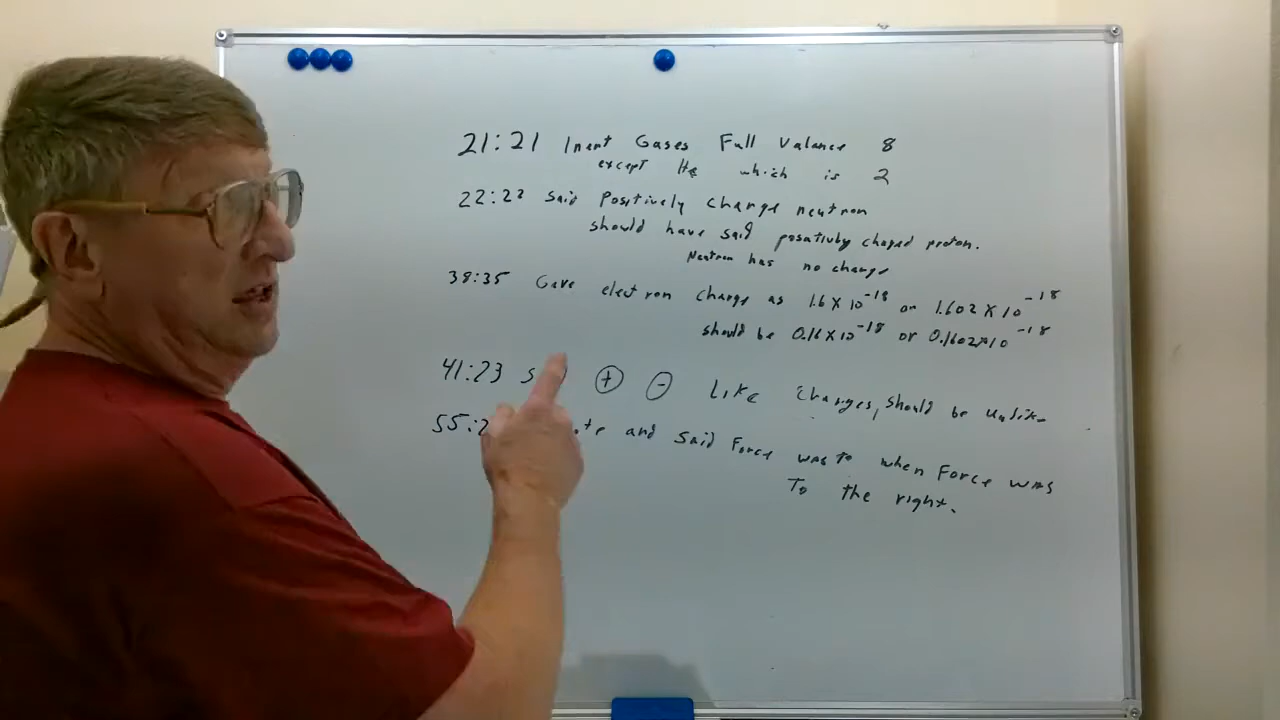 21:21 Inert Gases Full Valance 8
except He which is 2
22:22 said Positively charge neutron
should have said positively charged proton.
Neutron has no charge
38:35 Gave electron charge as 1.6 X 10⁻¹⁸ or 1.602 X 10⁻¹⁸
should be 0.16 X 10⁻¹⁸ or 0.1602 X 10⁻¹⁸
41:23 + - Like Charges, should be unlike
55:2 and said Force was to when Force was
To the right.